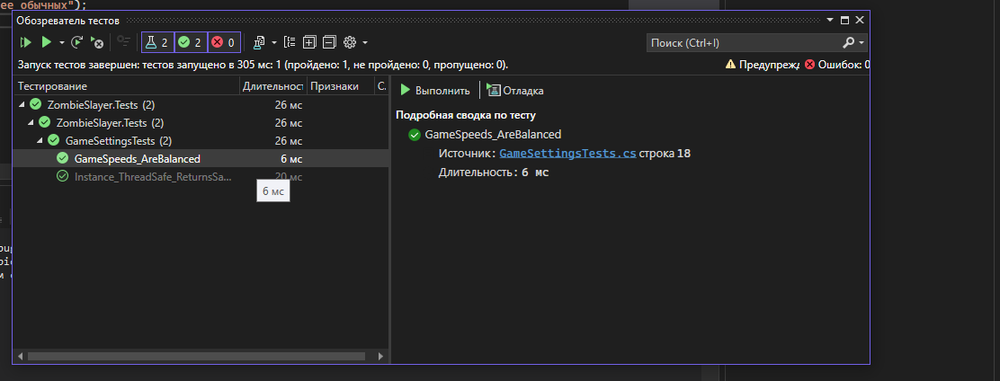 ее обычных");
Обозреватель тестов
2 2 0
Поиск (Ctrl+I)
Запуск тестов завершен: тестов запущено в 305 мс: 1 (пройдено: 1, не пройдено: 0, пропущено: 0).
Предупрежд Ошибок: 0
Тестирование Длительност Признаки С.
ZombieSlayer.Tests (2) 26 мс
ZombieSlayer.Tests (2) 26 мс
GameSettingsTests (2) 26 мс
GameSpeeds_AreBalanced 6 мс
Instance_ThreadSafe_ReturnsSa... 20 мс
6 мс
Выполнить Отладка
Подробная сводка по тесту
GameSpeeds_AreBalanced
Источник: GameSettingsTests.cs строка 18
Длительность: 6 мс